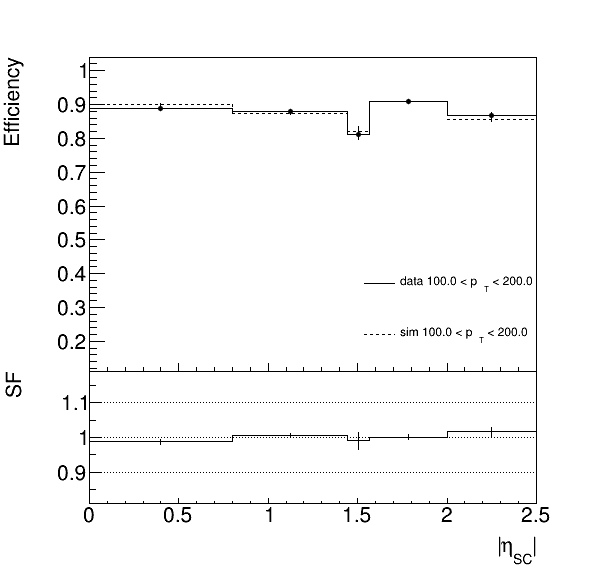 Efficiency
1
0.9
0.8
0.7
0.6
0.5
0.4
0.3
0.2
data 100.0 < p_T < 200.0
sim 100.0 < p_T < 200.0
SF
1.1
1
0.9
0 0.5 1 1.5 2 2.5
|η_SC|